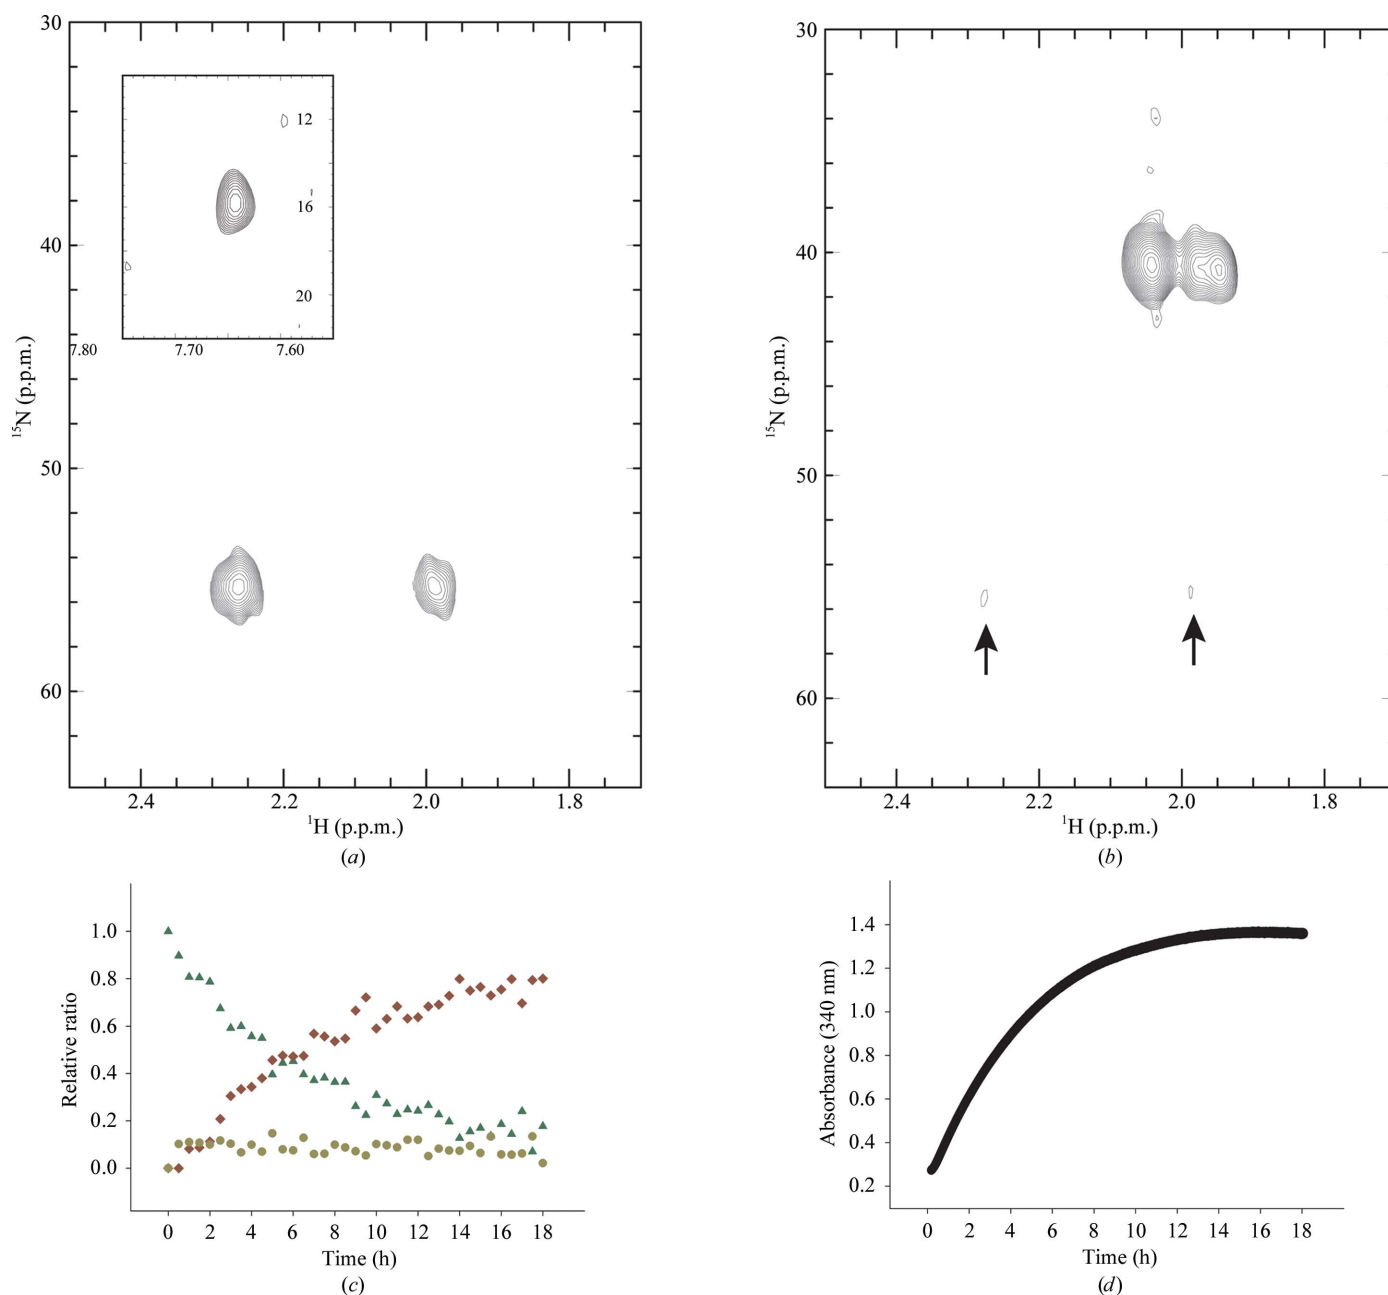 30
40
50
60
¹⁵N (p.p.m.)
12
16
20
7.80
7.70
7.60
2.4
2.2
2.0
1.8
¹H (p.p.m.)
(a)
30
40
50
60
¹⁵N (p.p.m.)
2.4
2.2
2.0
1.8
¹H (p.p.m.)
(b)
1.0
0.8
0.6
0.4
0.2
0.0
Relative ratio
0 2 4 6 8 10 12 14 16 18
Time (h)
(c)
1.4
1.2
1.0
0.8
0.6
0.4
0.2
Absorbance (340 nm)
0 2 4 6 8 10 12 14 16 18
Time (h)
(d)